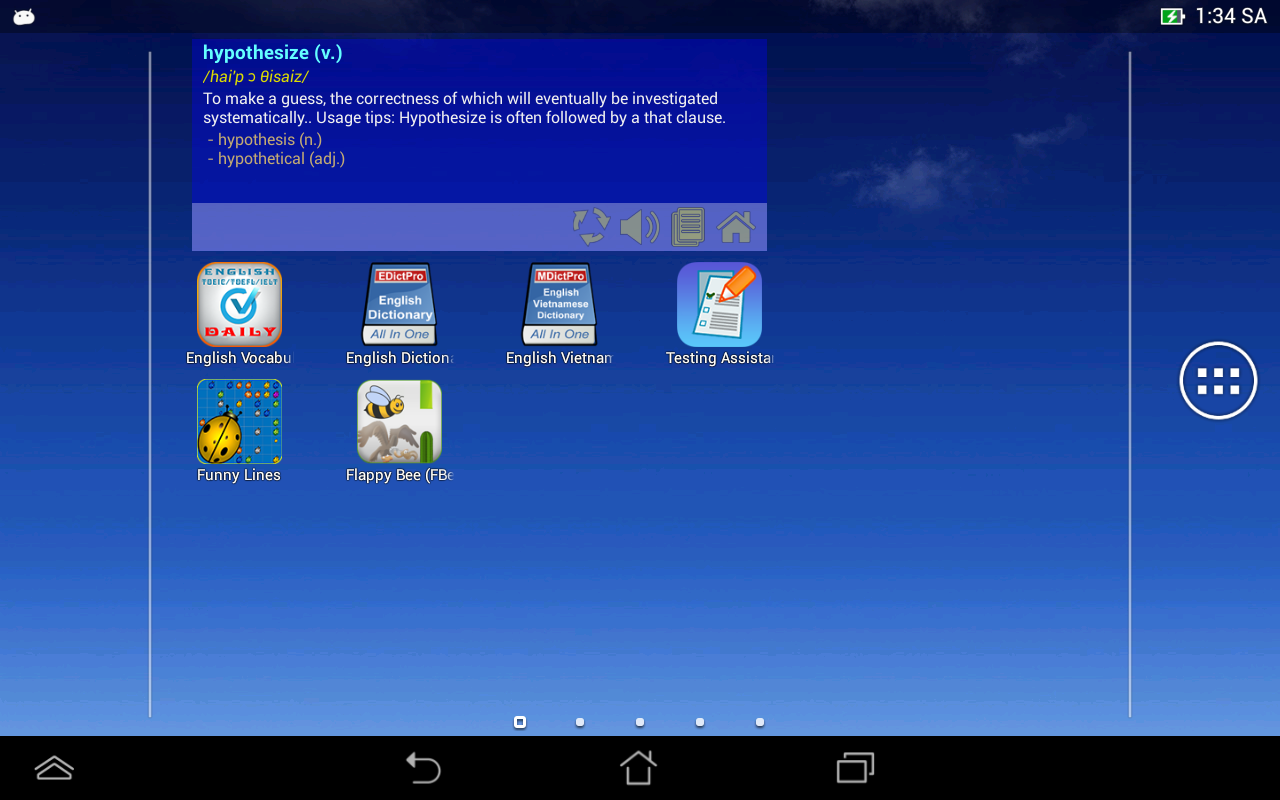 1:34 SA
hypothesize (v.)
/hai'p ɔ θisaiz/
To make a guess, the correctness of which will eventually be investigated
systematically.. Usage tips: Hypothesize is often followed by a that clause.
- hypothesis (n.)
- hypothetical (adj.)
ENGLISH
TOEIC/TOEFL/IELT
DAILY
English Vocabu
EDictPro
English
Dictionary
All In One
English Diction
MDictPro
English
Vietnamese
Dictionary
All In One
English Vietnam
Testing Assista
Funny Lines
Flappy Bee (FBe